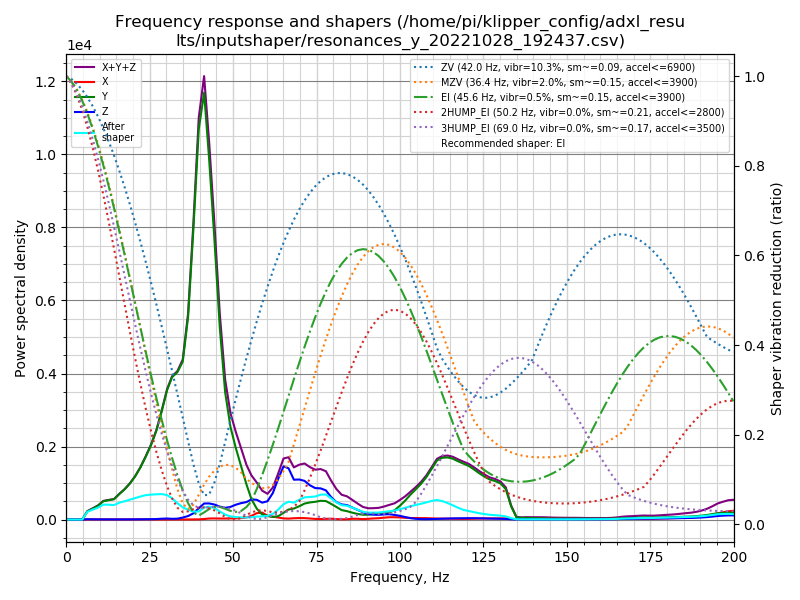 Frequency response and shapers (/home/pi/klipper_config/adxl_resu
lts/inputshaper/resonances_y_20221028_192437.csv)
1e4
X+Y+Z
X
Y
Z
After
shaper
ZV (42.0 Hz, vibr=10.3%, sm~=0.09, accel<=6900)
MZV (36.4 Hz, vibr=2.0%, sm~=0.15, accel<=3900)
EI (45.6 Hz, vibr=0.5%, sm~=0.15, accel<=3900)
2HUMP_EI (50.2 Hz, vibr=0.0%, sm~=0.21, accel<=2800)
3HUMP_EI (69.0 Hz, vibr=0.0%, sm~=0.17, accel<=3500)
Recommended shaper: EI
Power spectral density
1.2
1.0
0.8
0.6
0.4
0.2
0.0
1.0
0.8
0.6
0.4
0.2
0.0
Shaper vibration reduction (ratio)
0 25 50 75 100 125 150 175 200
Frequency, Hz